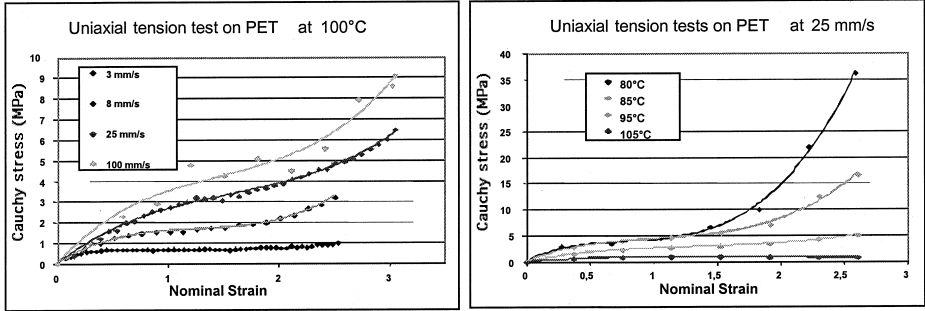 Uniaxial tension test on PET at 100°C
10
9
8
7
6
5
4
3
2
1
0
Cauchy stress (MPa)
3 mm/s
8 mm/s
25 mm/s
100 mm/s
0
1
2
3
Nominal Strain
Uniaxial tension tests on PET at 25 mm/s
40
35
30
25
20
15
10
5
0
Cauchy stress (MPa)
80°C
85°C
95°C
105°C
0
0,5
1
1,5
2
2,5
3
Nominal Strain